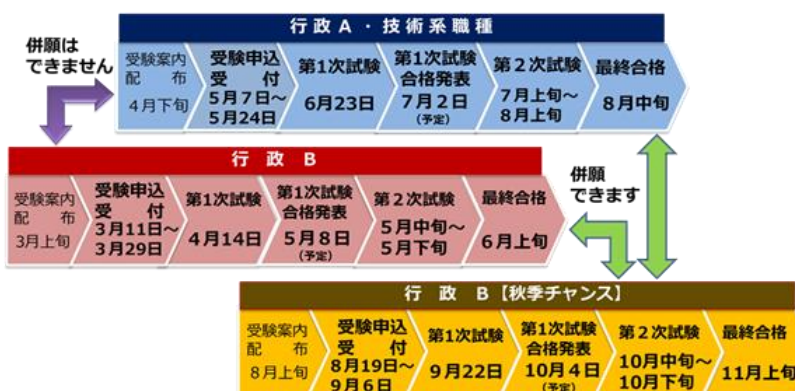 行政A・技術系職種
併願は
できません
受験案内
配　布
4月下旬
受験申込
受　付
5月7日～
5月24日
第1次試験
6月23日
第1次試験
合格発表
7月2日
(予定)
第2次試験
7月上旬～
8月上旬
最終合格
8月中旬
行　政　B
受験案内
配　布
3月上旬
受験申込
受　付
3月11日～
3月29日
第1次試験
4月14日
第1次試験
合格発表
5月8日
(予定)
第2次試験
5月中旬～
5月下旬
最終合格
6月上旬
併願
できます
行　政　B【秋季チャンス】
受験案内
配　布
8月上旬
受験申込
受　付
8月19日～
9月6日
第1次試験
9月22日
第1次試験
合格発表
10月4日
(予定)
第2次試験
10月中旬～
10月下旬
最終合格
11月上旬